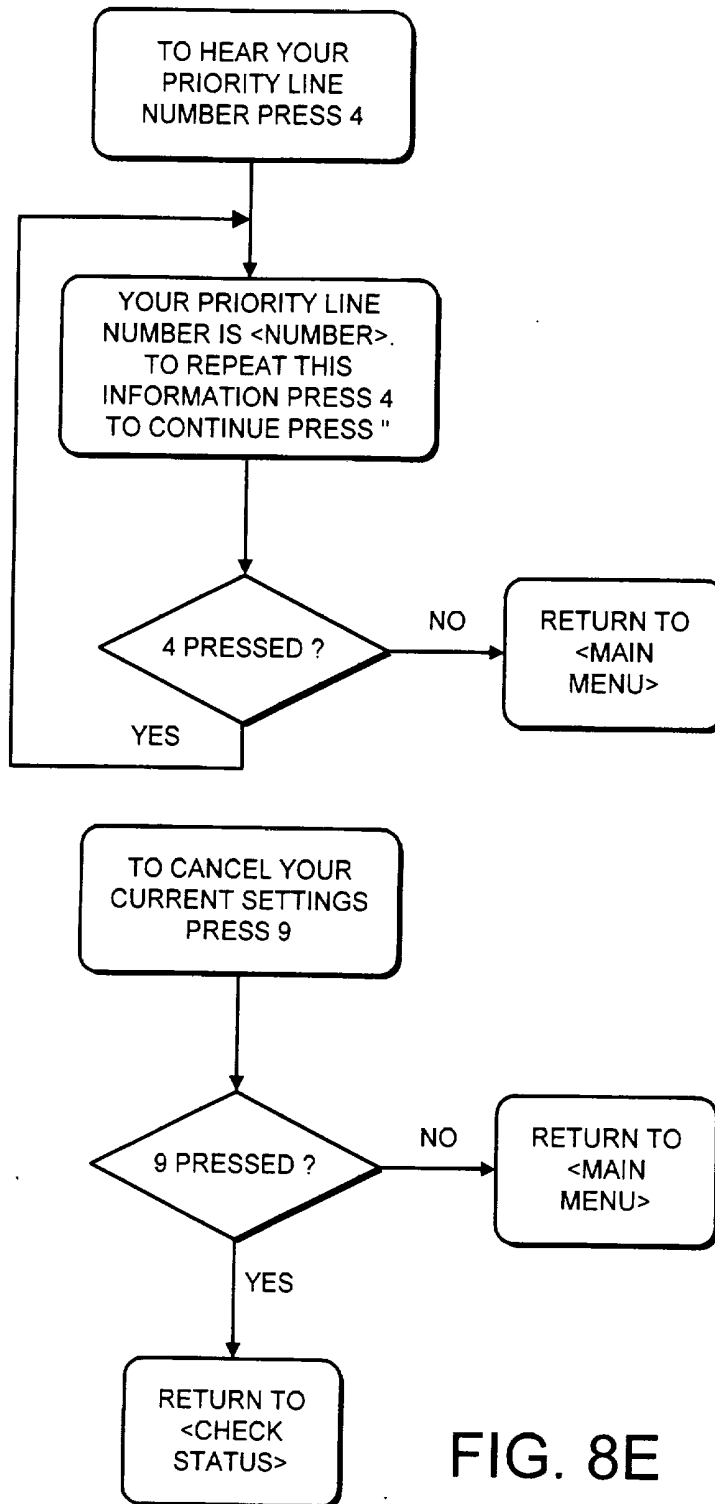 TO HEAR YOUR
PRIORITY LINE
NUMBER PRESS 4
YOUR PRIORITY LINE
NUMBER IS <NUMBER>.
TO REPEAT THIS
INFORMATION PRESS 4
TO CONTINUE PRESS "
4 PRESSED ?
NO
RETURN TO
<MAIN
MENU>
YES
TO CANCEL YOUR
CURRENT SETTINGS
PRESS 9
9 PRESSED ?
NO
RETURN TO
<MAIN
MENU>
YES
RETURN TO
<CHECK
STATUS>
FIG. 8E